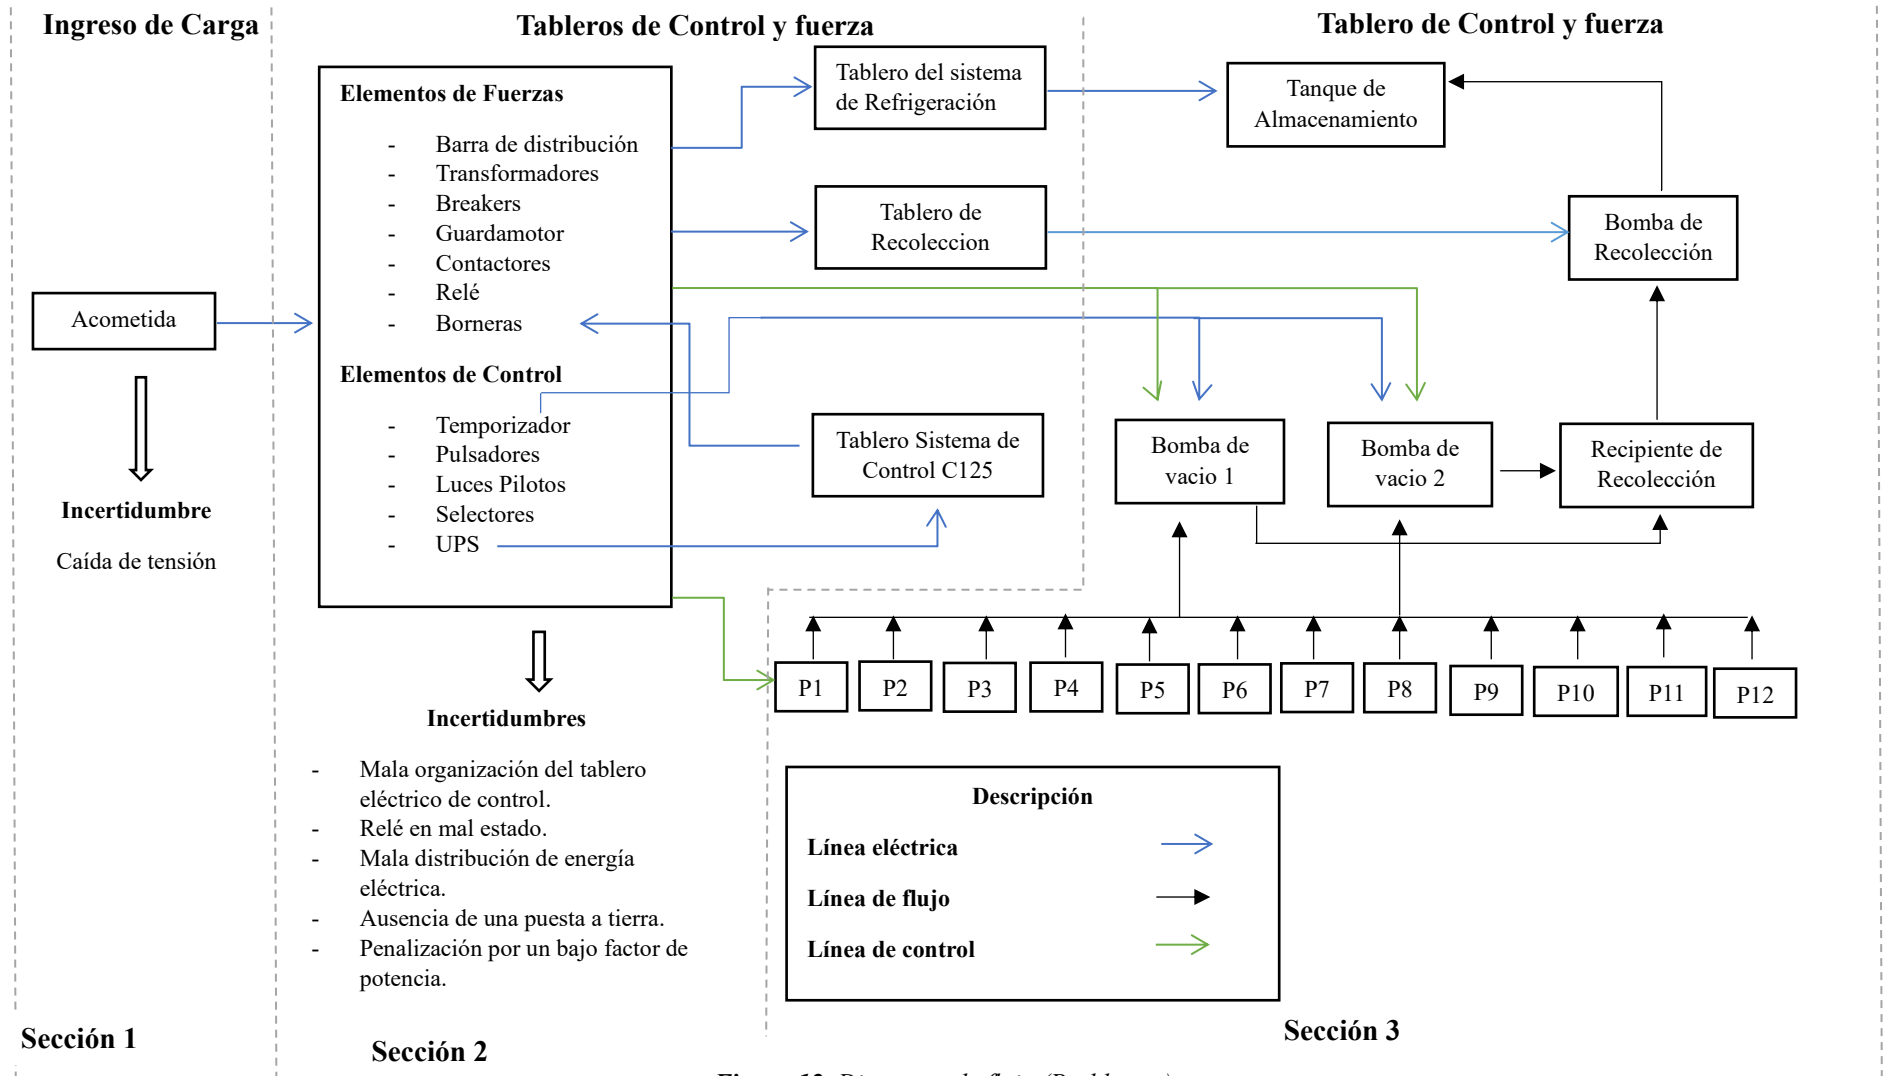 Ingreso de Carga
Tableros de Control y fuerza
Tablero de Control y fuerza
Acometida
Incertidumbre
Caída de tensión
Elementos de Fuerzas
- Barra de distribución
- Transformadores
- Breakers
- Guardamotor
- Contactores
- Relé
- Borneras
Elementos de Control
- Temporizador
- Pulsadores
- Luces Pilotos
- Selectores
- UPS
Incertidumbres
- Mala organización del tablero
eléctrico de control.
- Relé en mal estado.
- Mala distribución de energía
eléctrica.
- Ausencia de una puesta a tierra.
- Penalización por un bajo factor de
potencia.
Tablero del sistema
de Refrigeración
Tablero de
Recoleccion
Tablero Sistema de
Control C125
Tanque de
Almacenamiento
Bomba de
Recolección
Bomba de
vacio 1
Bomba de
vacio 2
Recipiente de
Recolección
P1
P2
P3
P4
P5
P6
P7
P8
P9
P10
P11
P12
Descripción
Línea eléctrica
Línea de flujo
Línea de control
Sección 1
Sección 2
Sección 3